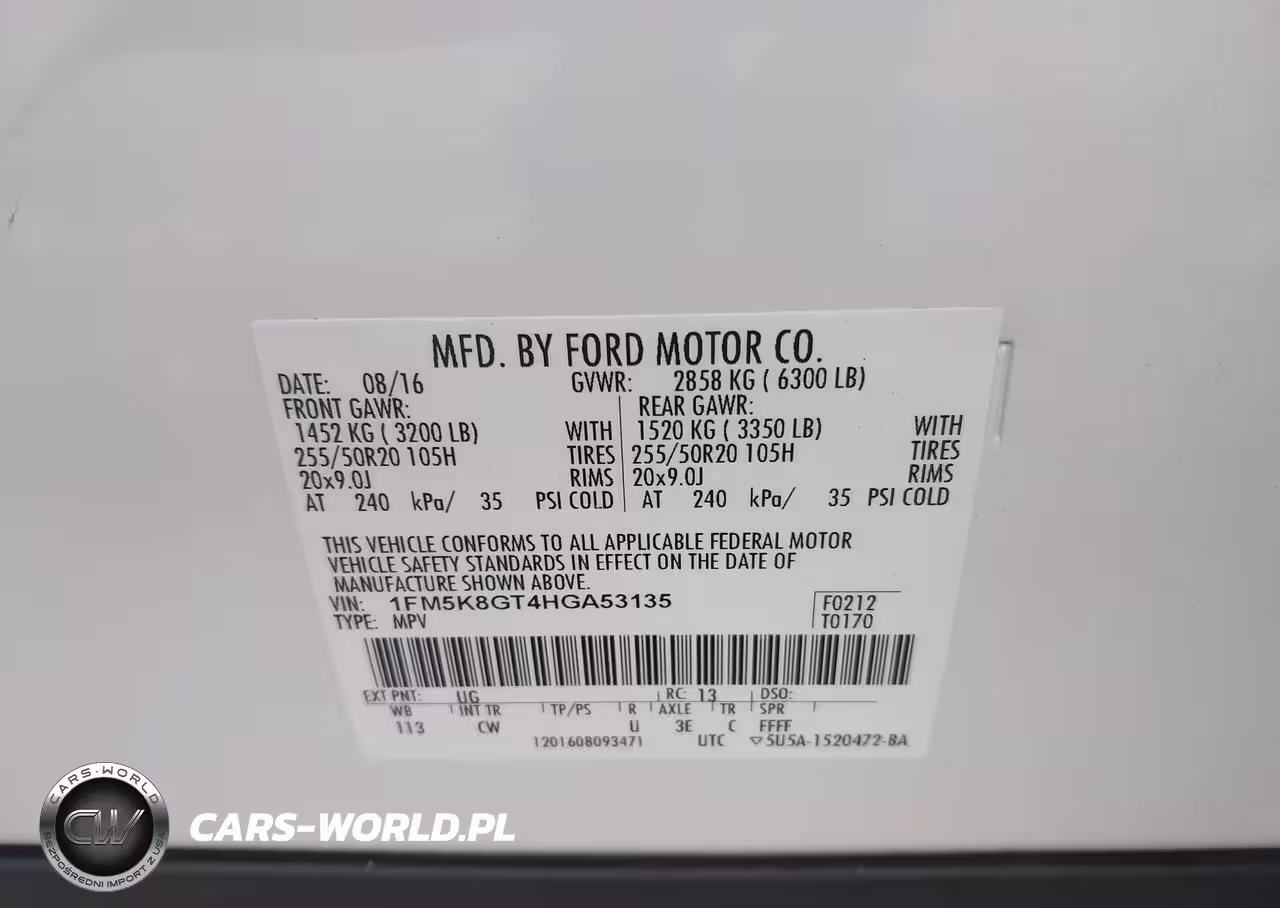 MFD. BY FORD MOTOR CO.
DATE: 08/16 GVWR: 2858 KG ( 6300 LB)
FRONT GAWR: REAR GAWR:
1452 KG ( 3200 LB) WITH 1520 KG ( 3350 LB) WITH
255/50R20 105H TIRES 255/50R20 105H TIRES
20x9.0J RIMS 20x9.0J RIMS
AT 240 kPa/ 35 PSI COLD AT 240 kPa/ 35 PSI COLD
THIS VEHICLE CONFORMS TO ALL APPLICABLE FEDERAL MOTOR
VEHICLE SAFETY STANDARDS IN EFFECT ON THE DATE OF
MANUFACTURE SHOWN ABOVE.
VIN: 1FM5K8GT4HGA53135 F0212
TYPE: MPV T0170
EXT PNT: UG RC: 13 DSO:
WB INT TR TP/PS R AXLE TR SPR
113 CW U 3E C FFFF
1201608093471 UTC ▽5U5A-1520472-BA
CARS-WORLD
CW
BEZPOŚREDNI IMPORT Z USA
CARS-WORLD.PL